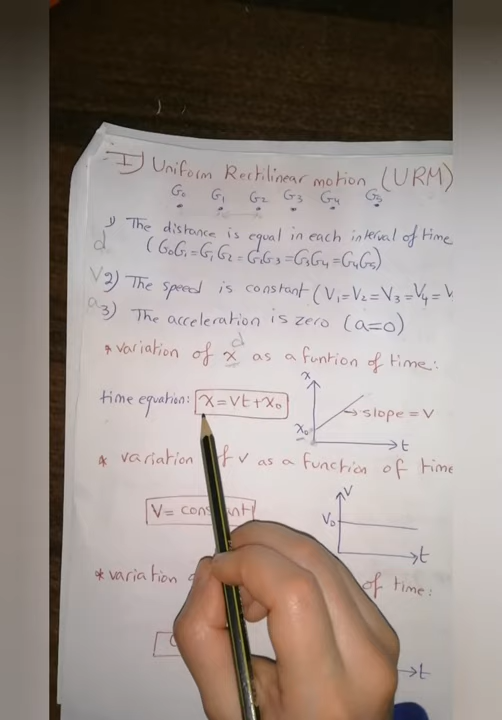 I) Uniform Rectilinear motion (URM)
G₀ G₁ G₂ G₃ G₄ G₅
1) The distance is equal in each interval of time
d
(G₀G₁=G₁G₂=G₂G₃=G₃G₄=G₄G₅)
V 2) The speed is constant (V₁=V₂=V₃=V₄=V
a 3) The acceleration is zero (a=0)
d
* variation of x as a funtion of time:
time equation: x=Vt+x₀
x
slope = V
x₀
t
* variation of v as a function of time
V= constant
V
V₀
t
* variation of time:
t